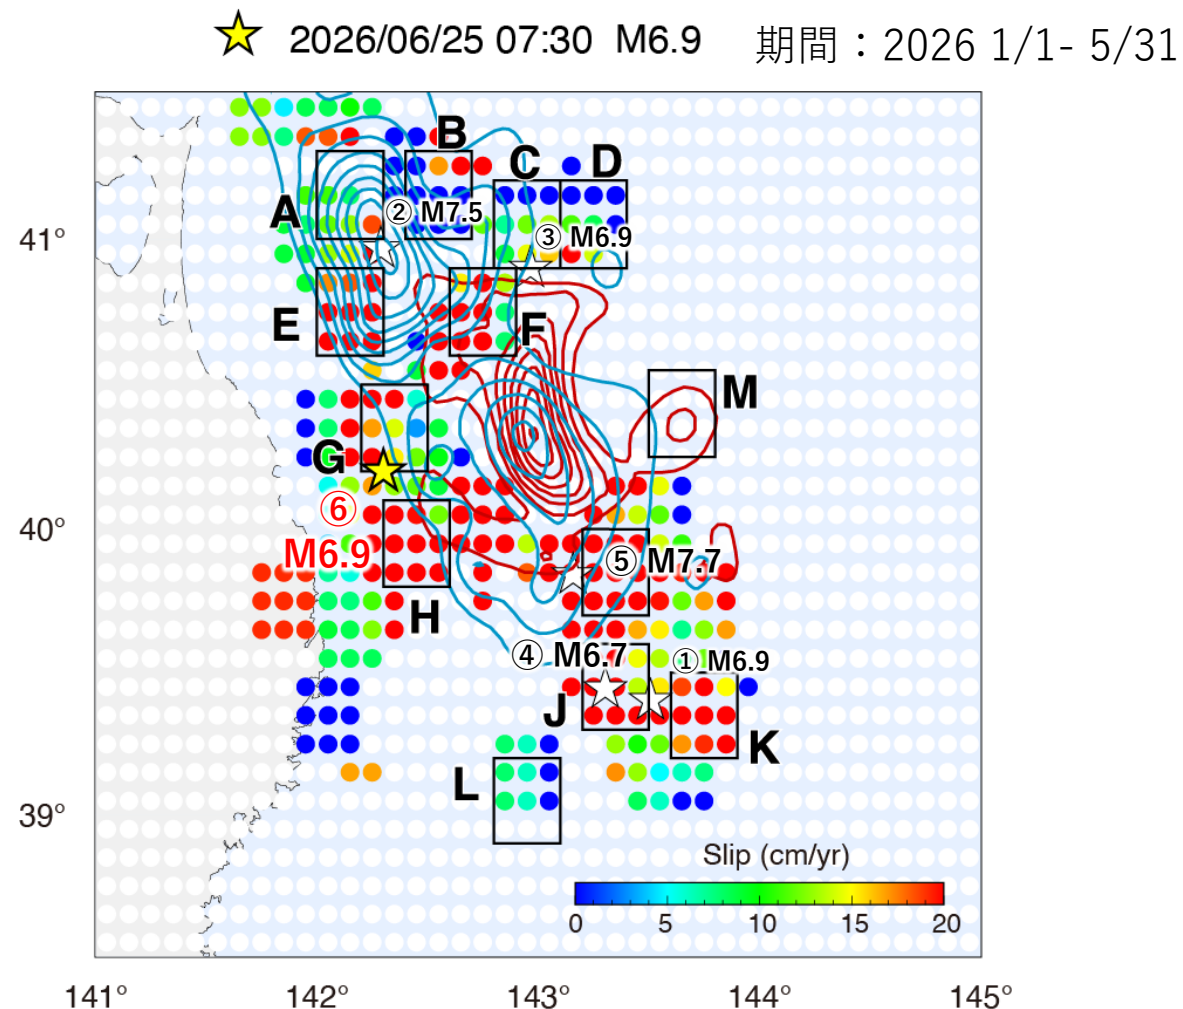 2026/06/25 07:30 M6.9 期間：2026 1/1- 5/31
B
C D
A ② M7.5
③ M6.9
41°
E F
M
G
⑥
M6.9
40°
⑤ M7.7
H
④ M6.7 ① M6.9
J
K
L
39°
Slip (cm/yr)
0 5 10 15 20
141° 142° 143° 144° 145°